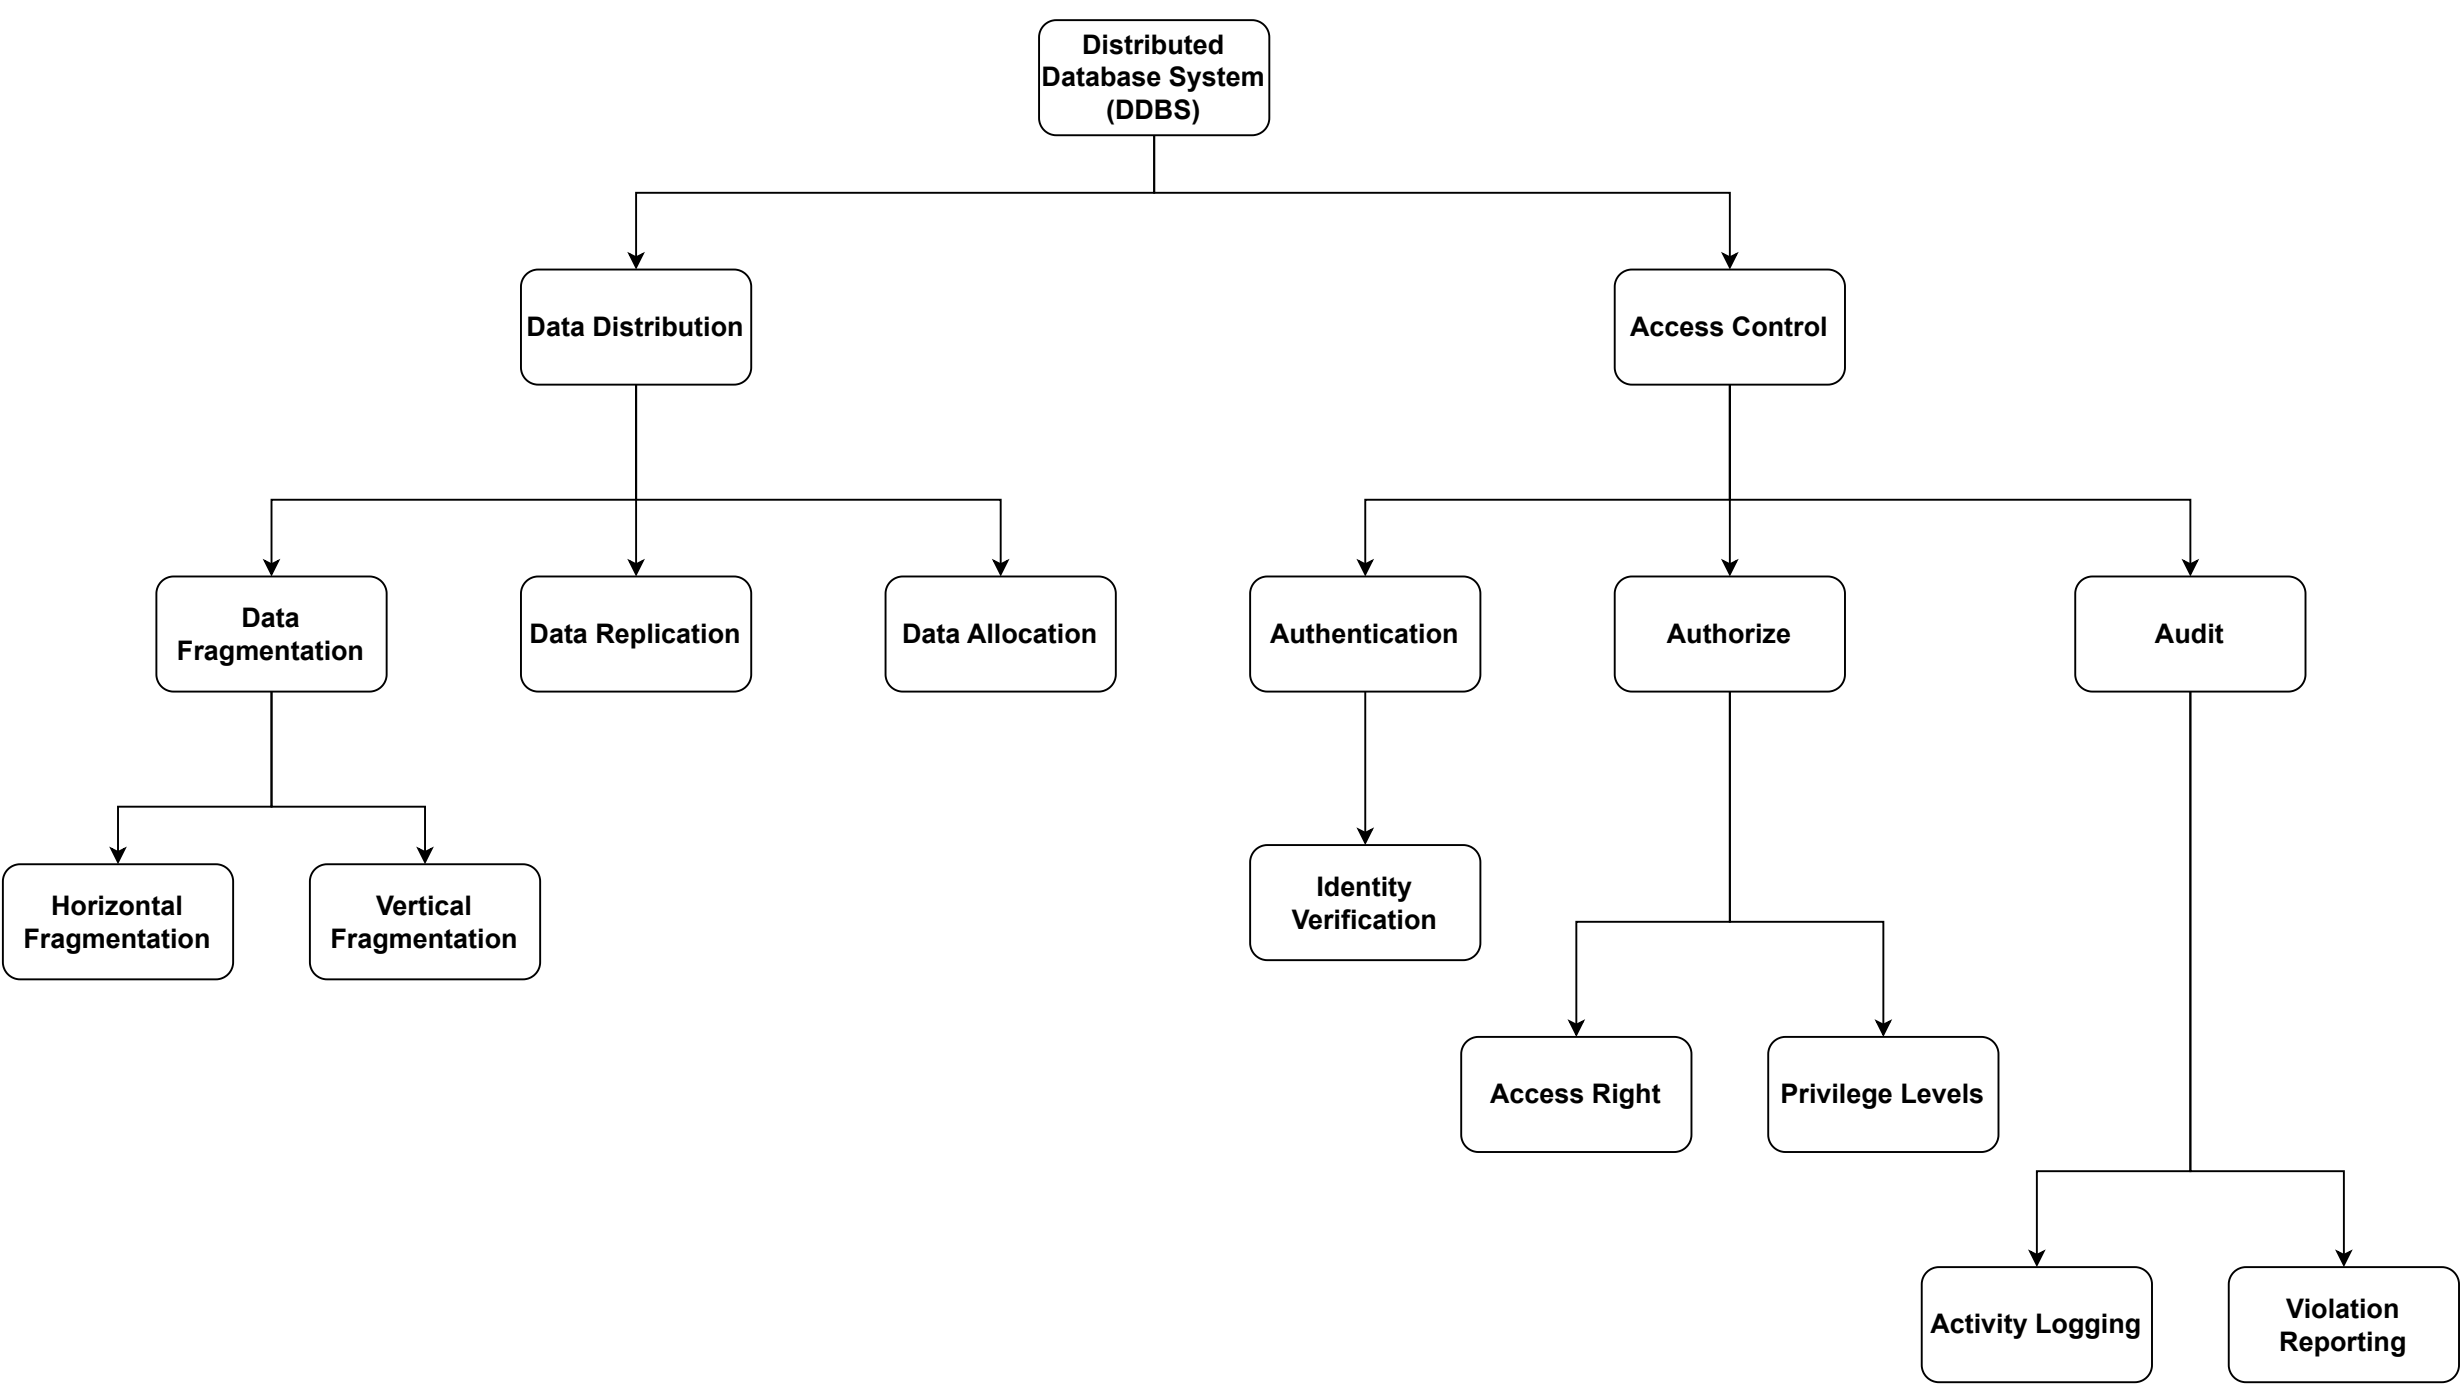 Distributed
Database System
(DDBS)
Data Distribution
Access Control
Data
Fragmentation
Data Replication
Data Allocation
Authentication
Authorize
Audit
Horizontal
Fragmentation
Vertical
Fragmentation
Identity
Verification
Access Right
Privilege Levels
Activity Logging
Violation
Reporting